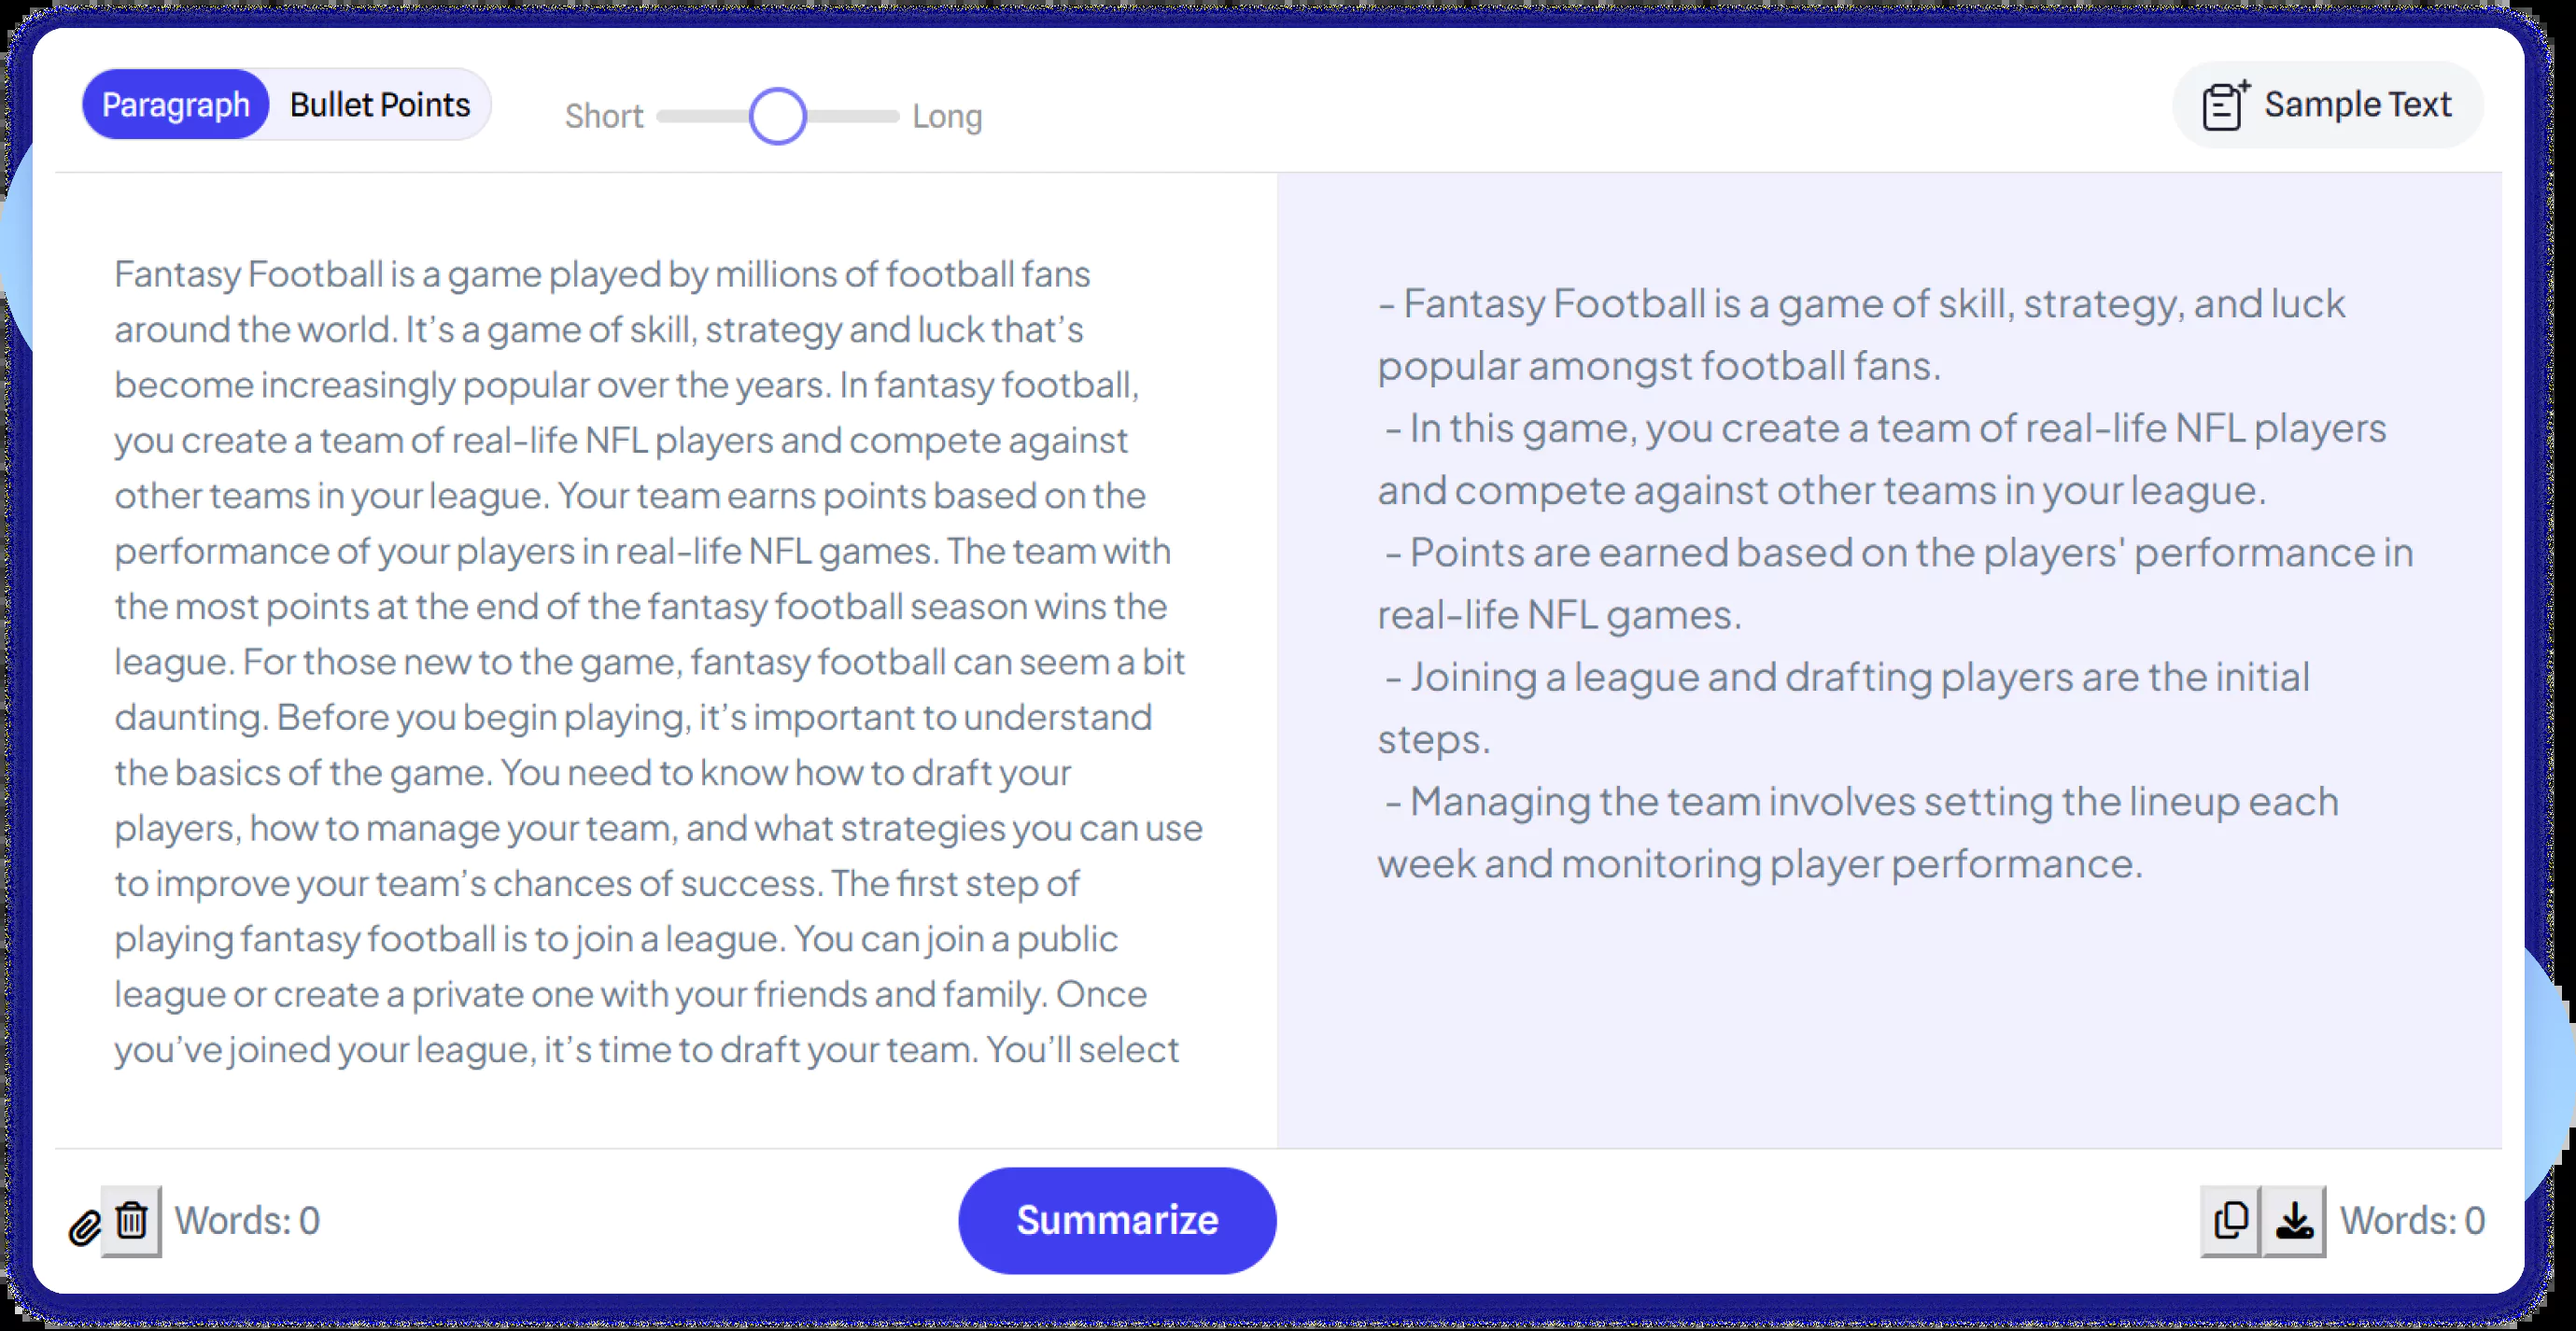 Paragraph Bullet Points Short Long Sample Text
Fantasy Football is a game played by millions of football fans
around the world. It’s a game of skill, strategy and luck that’s
become increasingly popular over the years. In fantasy football,
you create a team of real-life NFL players and compete against
other teams in your league. Your team earns points based on the
performance of your players in real-life NFL games. The team with
the most points at the end of the fantasy football season wins the
league. For those new to the game, fantasy football can seem a bit
daunting. Before you begin playing, it’s important to understand
the basics of the game. You need to know how to draft your
players, how to manage your team, and what strategies you can use
to improve your team’s chances of success. The first step of
playing fantasy football is to join a league. You can join a public
league or create a private one with your friends and family. Once
you’ve joined your league, it’s time to draft your team. You’ll select
- Fantasy Football is a game of skill, strategy, and luck
popular amongst football fans.
- In this game, you create a team of real-life NFL players
and compete against other teams in your league.
- Points are earned based on the players' performance in
real-life NFL games.
- Joining a league and drafting players are the initial
steps.
- Managing the team involves setting the lineup each
week and monitoring player performance.
Words: 0 Summarize Words: 0